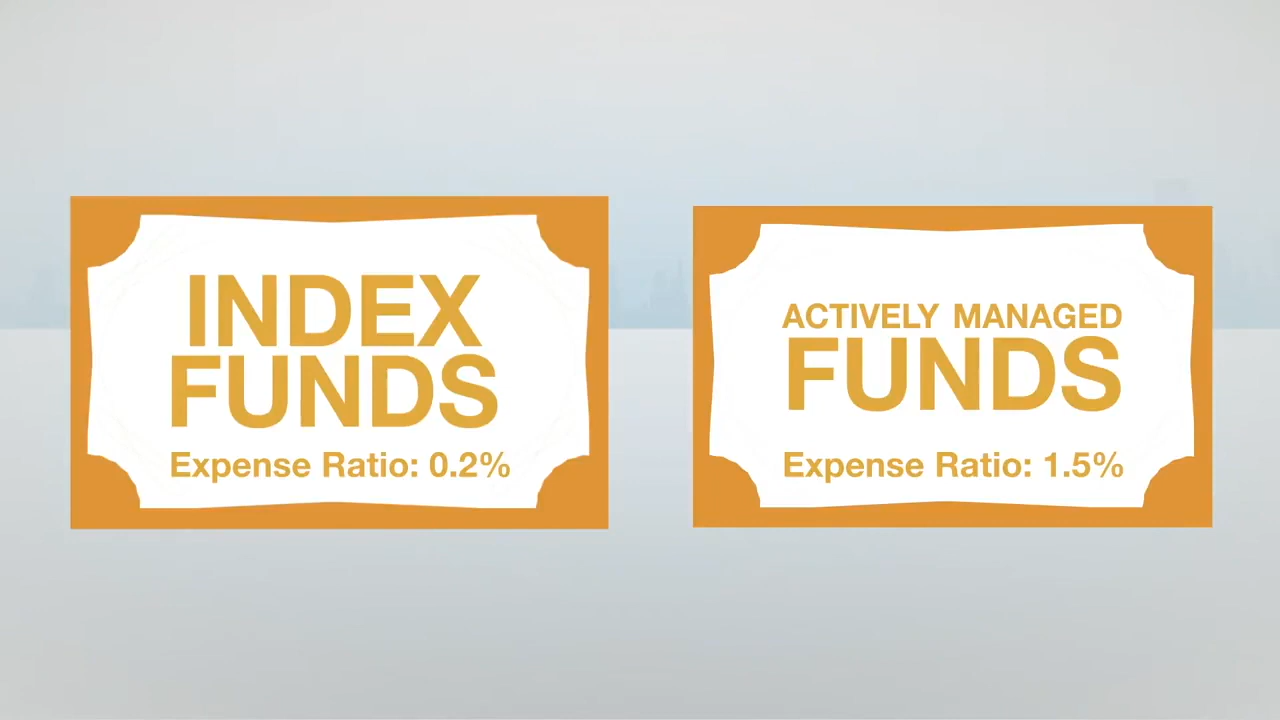 INDEX
FUNDS
Expense Ratio: 0.2%
ACTIVELY MANAGED
FUNDS
Expense Ratio: 1.5%